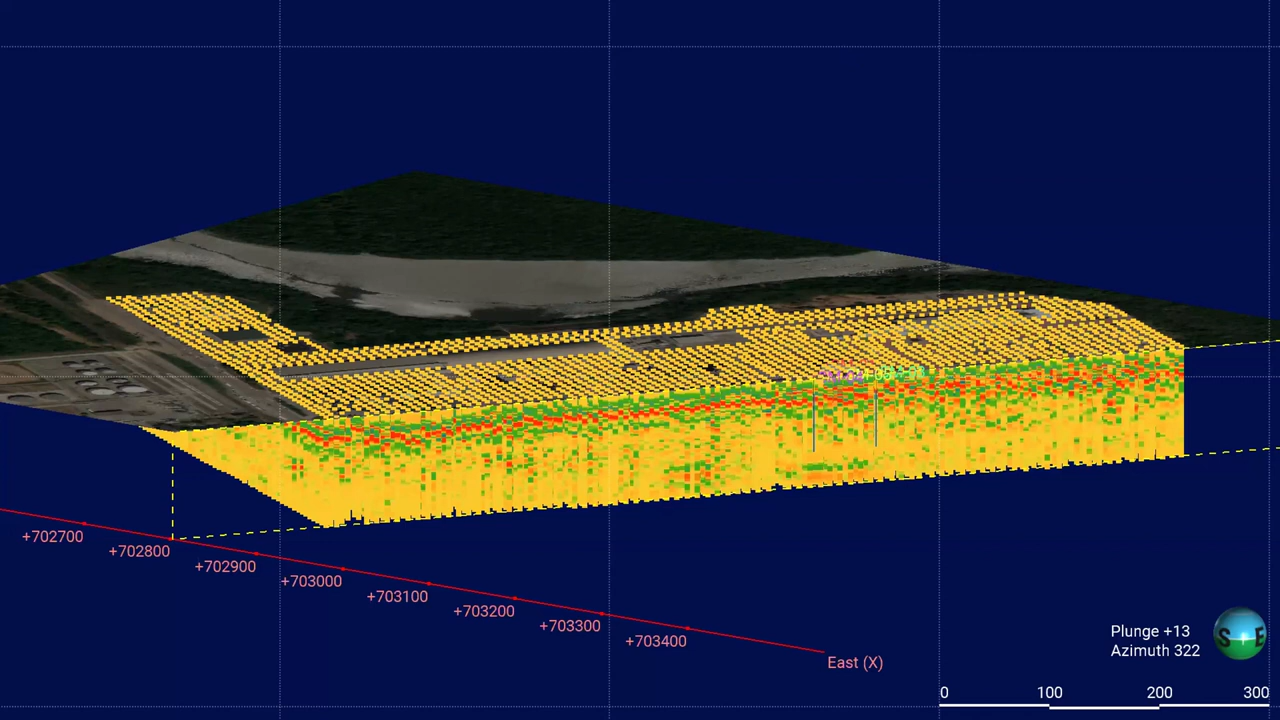 +702700
+702800
+702900
+703000
+703100
+703200
+703300
+703400
East (X)
Plunge +13
Azimuth 322
S E
0 100 200 300